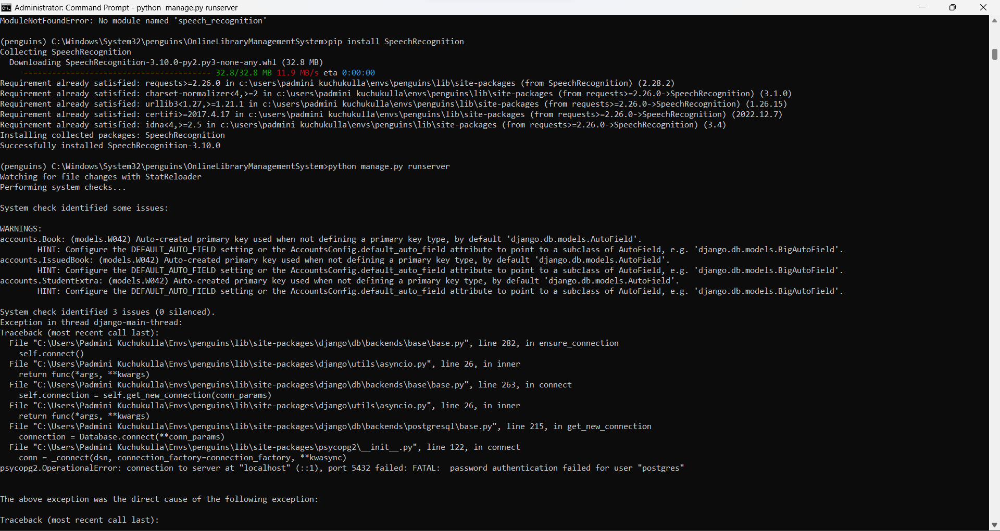 Administrator: Command Prompt - python  manage.py runserver
ModuleNotFoundError: No module named 'speech_recognition'
(penguins) C:\Windows\System32\penguins\OnlineLibraryManagementSystem>pip install SpeechRecognition
Collecting SpeechRecognition
  Downloading SpeechRecognition-3.10.0-py2.py3-none-any.whl (32.8 MB)
     ---------------------------------------- 32.8/32.8 MB 11.9 MB/s eta 0:00:00
Requirement already satisfied: requests>=2.26.0 in c:\users\padmini kuchukulla\envs\penguins\lib\site-packages (from SpeechRecognition) (2.28.2)
Requirement already satisfied: charset-normalizer<4,>=2 in c:\users\padmini kuchukulla\envs\penguins\lib\site-packages (from requests>=2.26.0->SpeechRecognition) (3.1.0)
Requirement already satisfied: urllib3<1.27,>=1.21.1 in c:\users\padmini kuchukulla\envs\penguins\lib\site-packages (from requests>=2.26.0->SpeechRecognition) (1.26.15)
Requirement already satisfied: certifi>=2017.4.17 in c:\users\padmini kuchukulla\envs\penguins\lib\site-packages (from requests>=2.26.0->SpeechRecognition) (2022.12.7)
Requirement already satisfied: idna<4,>=2.5 in c:\users\padmini kuchukulla\envs\penguins\lib\site-packages (from requests>=2.26.0->SpeechRecognition) (3.4)
Installing collected packages: SpeechRecognition
Successfully installed SpeechRecognition-3.10.0
(penguins) C:\Windows\System32\penguins\OnlineLibraryManagementSystem>python manage.py runserver
Watching for file changes with StatReloader
Performing system checks...
System check identified some issues:
WARNINGS:
accounts.Book: (models.W042) Auto-created primary key used when not defining a primary key type, by default 'django.db.models.AutoField'.
        HINT: Configure the DEFAULT_AUTO_FIELD setting or the AccountsConfig.default_auto_field attribute to point to a subclass of AutoField, e.g. 'django.db.models.BigAutoField'.
accounts.IssuedBook: (models.W042) Auto-created primary key used when not defining a primary key type, by default 'django.db.models.AutoField'.
        HINT: Configure the DEFAULT_AUTO_FIELD setting or the AccountsConfig.default_auto_field attribute to point to a subclass of AutoField, e.g. 'django.db.models.BigAutoField'.
accounts.StudentExtra: (models.W042) Auto-created primary key used when not defining a primary key type, by default 'django.db.models.AutoField'.
        HINT: Configure the DEFAULT_AUTO_FIELD setting or the AccountsConfig.default_auto_field attribute to point to a subclass of AutoField, e.g. 'django.db.models.BigAutoField'.
System check identified 3 issues (0 silenced).
Exception in thread django-main-thread:
Traceback (most recent call last):
  File "C:\Users\Padmini Kuchukulla\Envs\penguins\lib\site-packages\django\db\backends\base\base.py", line 282, in ensure_connection
    self.connect()
  File "C:\Users\Padmini Kuchukulla\Envs\penguins\lib\site-packages\django\utils\asyncio.py", line 26, in inner
    return func(*args, **kwargs)
  File "C:\Users\Padmini Kuchukulla\Envs\penguins\lib\site-packages\django\db\backends\base\base.py", line 263, in connect
    self.connection = self.get_new_connection(conn_params)
  File "C:\Users\Padmini Kuchukulla\Envs\penguins\lib\site-packages\django\utils\asyncio.py", line 26, in inner
    return func(*args, **kwargs)
  File "C:\Users\Padmini Kuchukulla\Envs\penguins\lib\site-packages\django\db\backends\postgresql\base.py", line 215, in get_new_connection
    connection = Database.connect(**conn_params)
  File "C:\Users\Padmini Kuchukulla\Envs\penguins\lib\site-packages\psycopg2\__init__.py", line 122, in connect
    conn = _connect(dsn, connection_factory=connection_factory, **kwasync)
psycopg2.OperationalError: connection to server at "localhost" (::1), port 5432 failed: FATAL:  password authentication failed for user "postgres"
The above exception was the direct cause of the following exception:
Traceback (most recent call last):